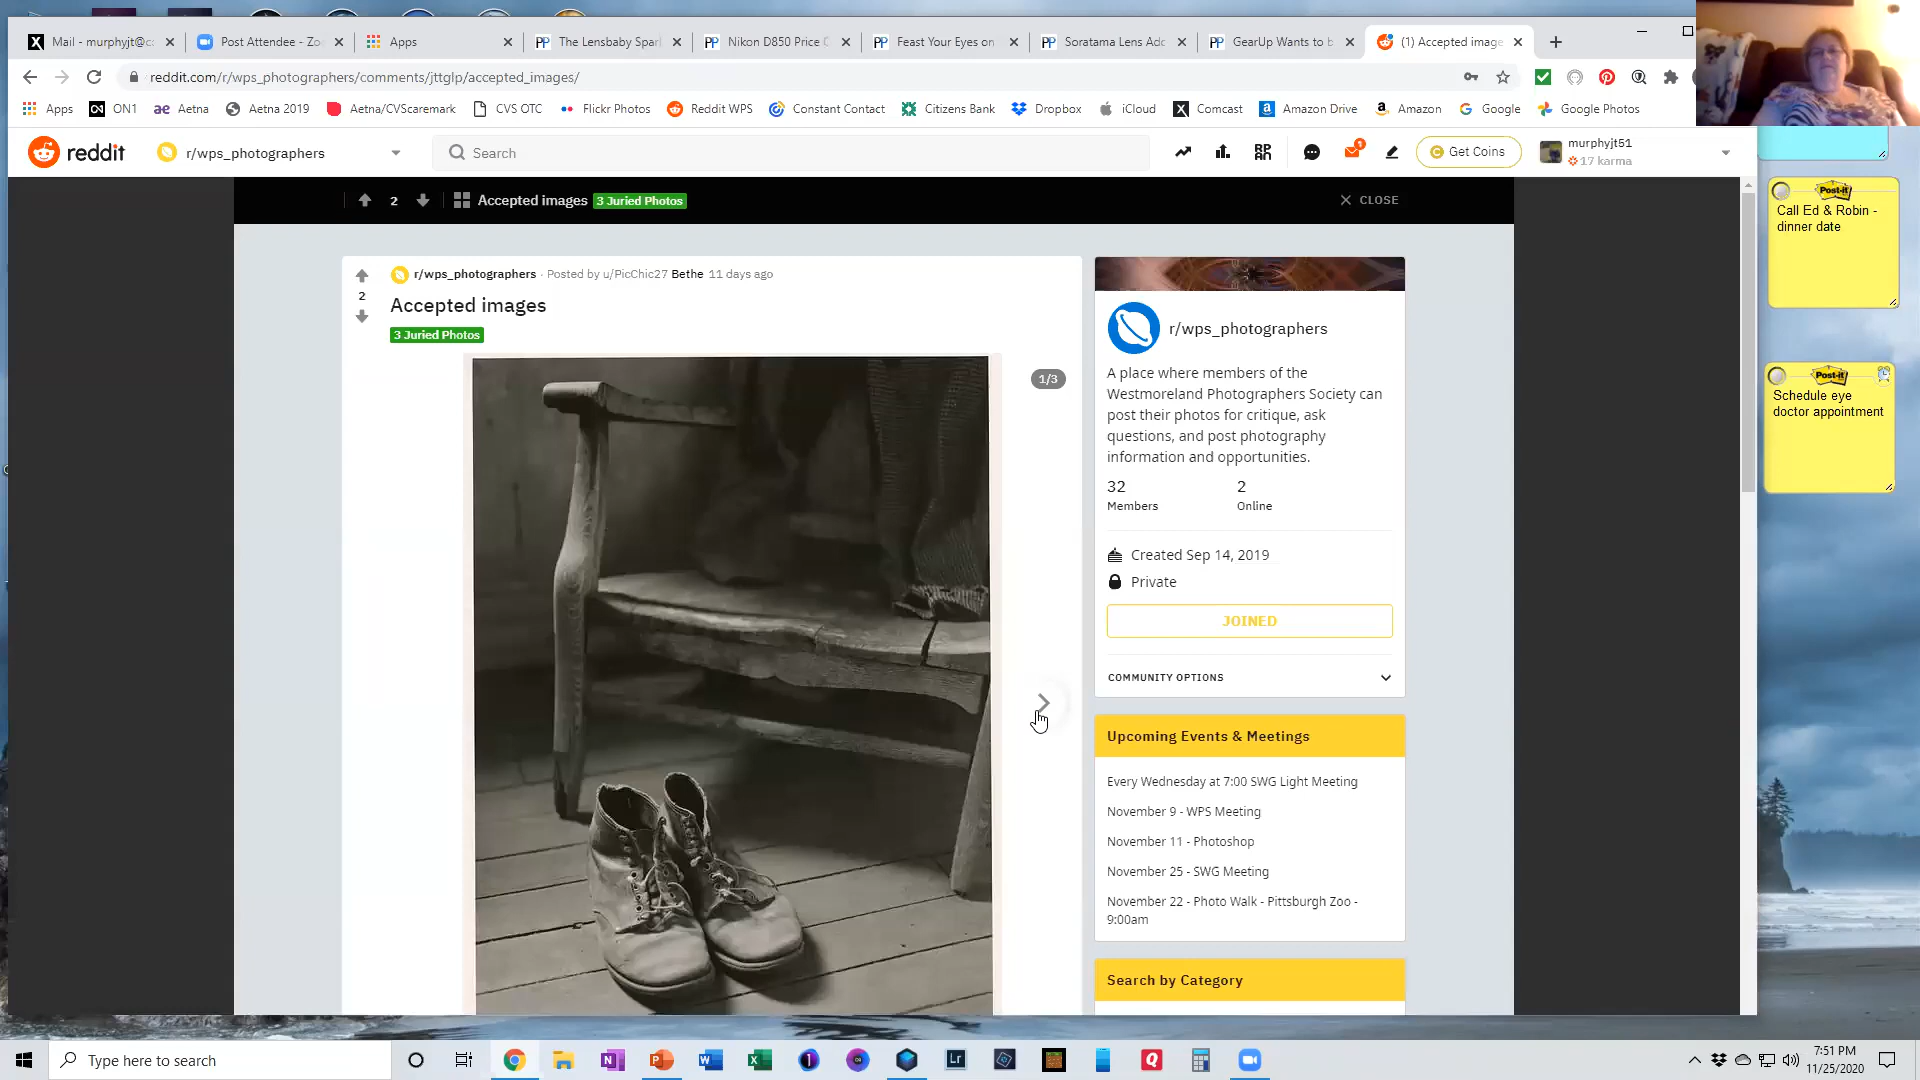 Mail - murphyjt@c
Post Attendee - Zo
Apps
The Lensbaby Spar
Nikon D850 Price
Feast Your Eyes on
Soratama Lens Ad
GearUp Wants to b
(1) Accepted image
reddit.com/r/wps_photographers/comments/jttglp/accepted_images/
Apps
ON1
Aetna
Aetna 2019
Aetna/CVScaremark
CVS OTC
Flickr Photos
Reddit WPS
Constant Contact
Citizens Bank
Dropbox
iCloud
Comcast
Amazon Drive
Amazon
Google
Google Photos
reddit
r/wps_photographers
Search
1
Get Coins
murphyjt51
17 karma
2
Accepted images
3 Juried Photos
CLOSE
r/wps_photographers · Posted by u/PicChic27 Bethe 11 days ago
2
Accepted images
3 Juried Photos
1/3
r/wps_photographers
A place where members of the
Westmoreland Photographers Society can
post their photos for critique, ask
questions, and post photography
information and opportunities.
32
2
Members
Online
Created Sep 14, 2019
Private
JOINED
COMMUNITY OPTIONS
Upcoming Events & Meetings
Every Wednesday at 7:00 SWG Light Meeting
November 9 - WPS Meeting
November 11 - Photoshop
November 25 - SWG Meeting
November 22 - Photo Walk - Pittsburgh Zoo -
9:00am
Search by Category
Post-it
Call Ed & Robin -
dinner date
Post-it
Schedule eye
doctor appointment
Type here to search
7:51 PM
11/25/2020